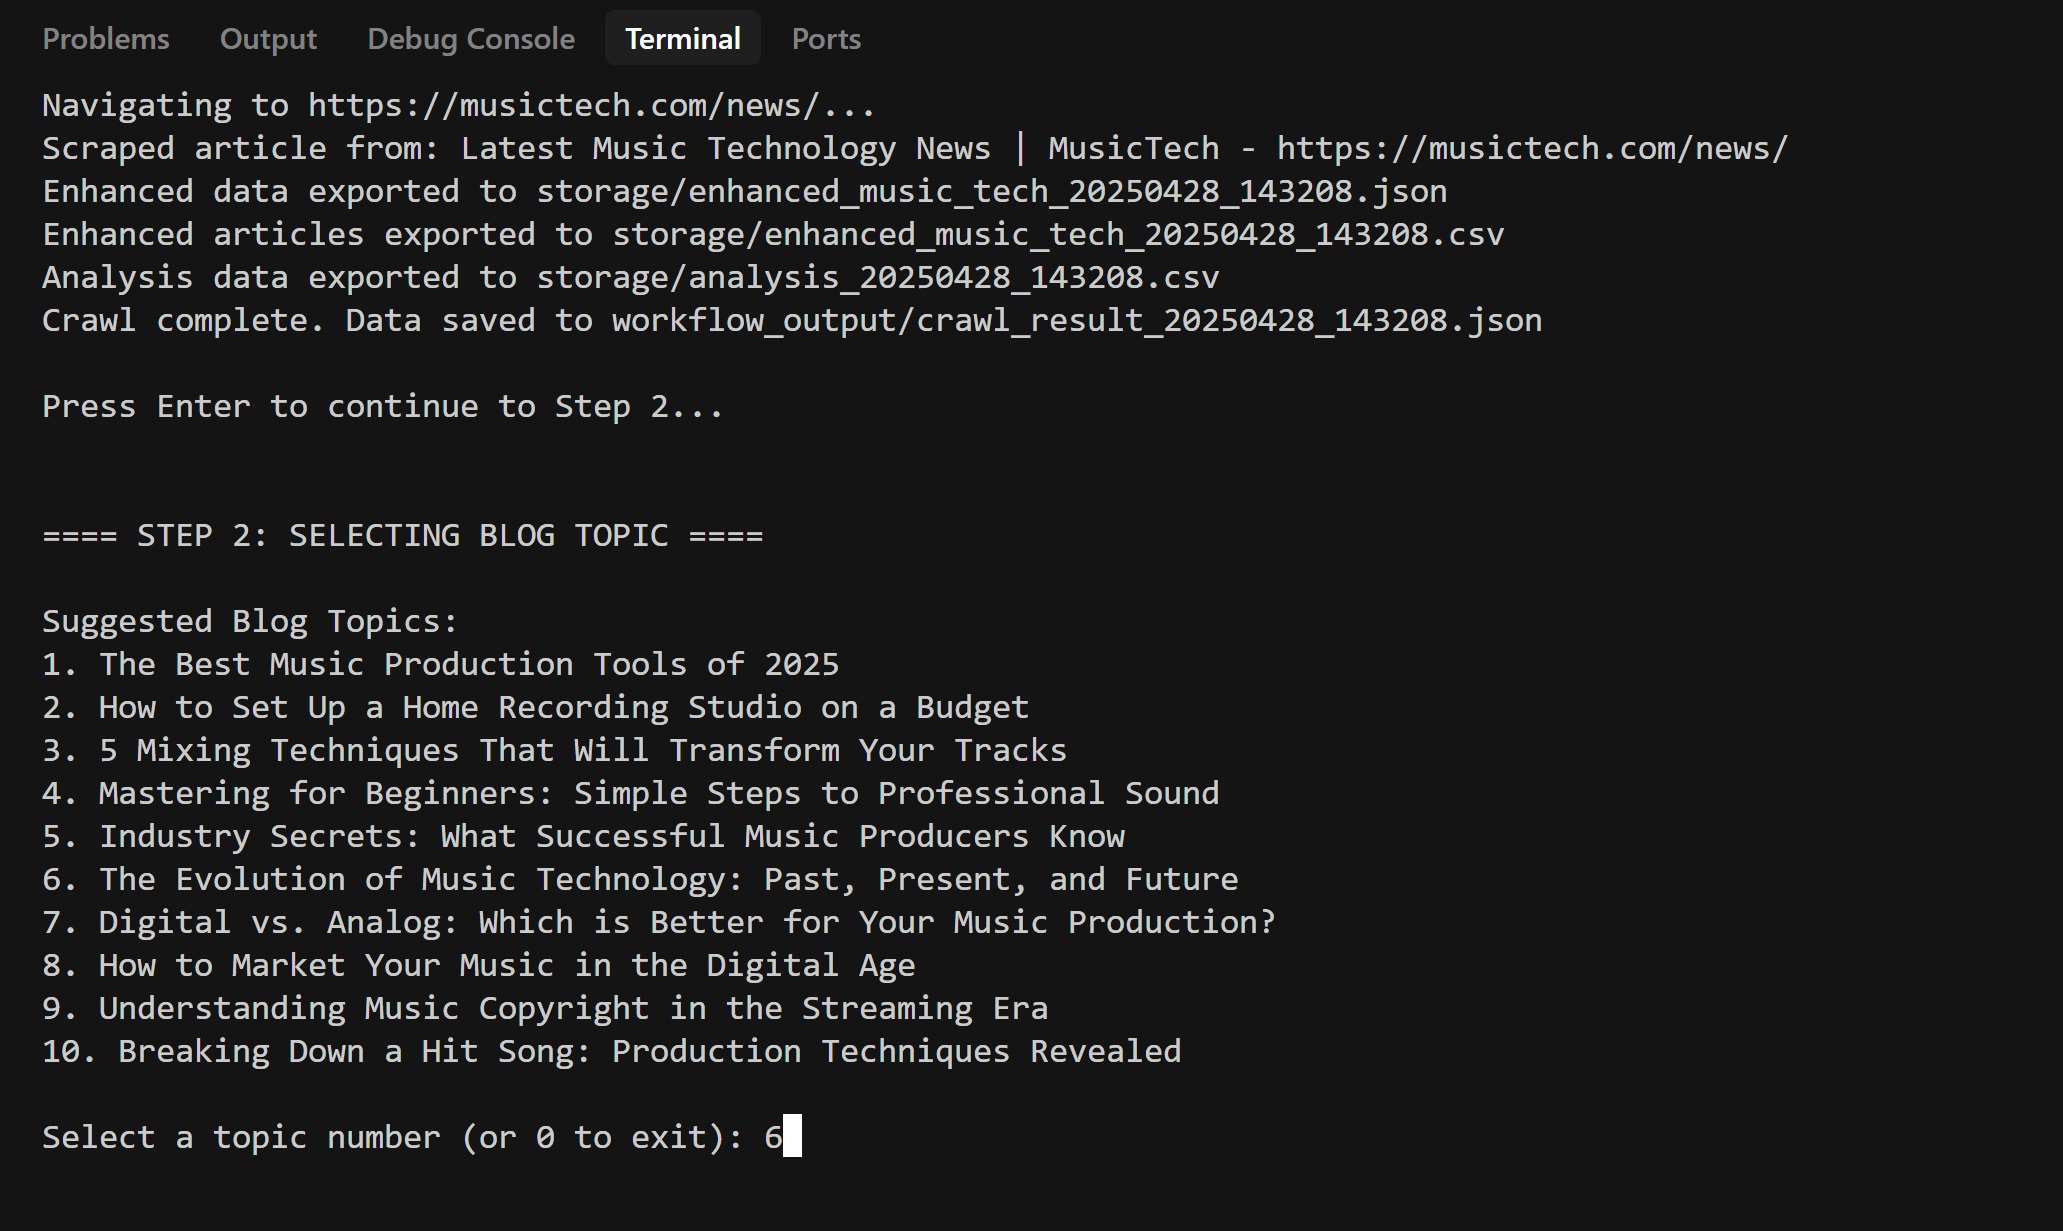 Problems Output Debug Console Terminal Ports
Navigating to https://musictech.com/news/...
Scraped article from: Latest Music Technology News | MusicTech - https://musictech.com/news/
Enhanced data exported to storage/enhanced_music_tech_20250428_143208.json
Enhanced articles exported to storage/enhanced_music_tech_20250428_143208.csv
Analysis data exported to storage/analysis_20250428_143208.csv
Crawl complete. Data saved to workflow_output/crawl_result_20250428_143208.json
Press Enter to continue to Step 2...
==== STEP 2: SELECTING BLOG TOPIC ====
Suggested Blog Topics:
1. The Best Music Production Tools of 2025
2. How to Set Up a Home Recording Studio on a Budget
3. 5 Mixing Techniques That Will Transform Your Tracks
4. Mastering for Beginners: Simple Steps to Professional Sound
5. Industry Secrets: What Successful Music Producers Know
6. The Evolution of Music Technology: Past, Present, and Future
7. Digital vs. Analog: Which is Better for Your Music Production?
8. How to Market Your Music in the Digital Age
9. Understanding Music Copyright in the Streaming Era
10. Breaking Down a Hit Song: Production Techniques Revealed
Select a topic number (or 0 to exit): 6